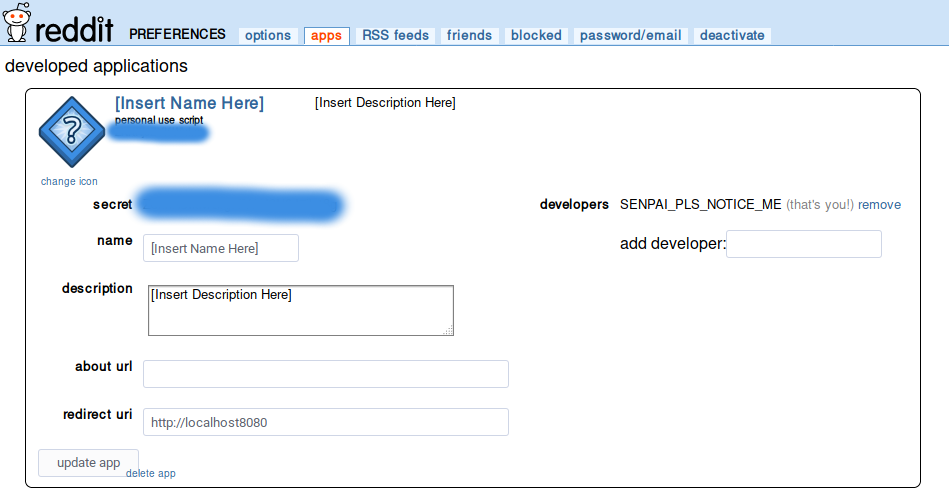 reddit PREFERENCES options apps RSS feeds friends blocked password/email deactivate
developed applications
[Insert Name Here] [Insert Description Here]
personal use script
change icon
secret developers SENPAI_PLS_NOTICE_ME (that's you!) remove
name [Insert Name Here] add developer:
description [Insert Description Here]
about url
redirect uri http://localhost8080
update app delete app